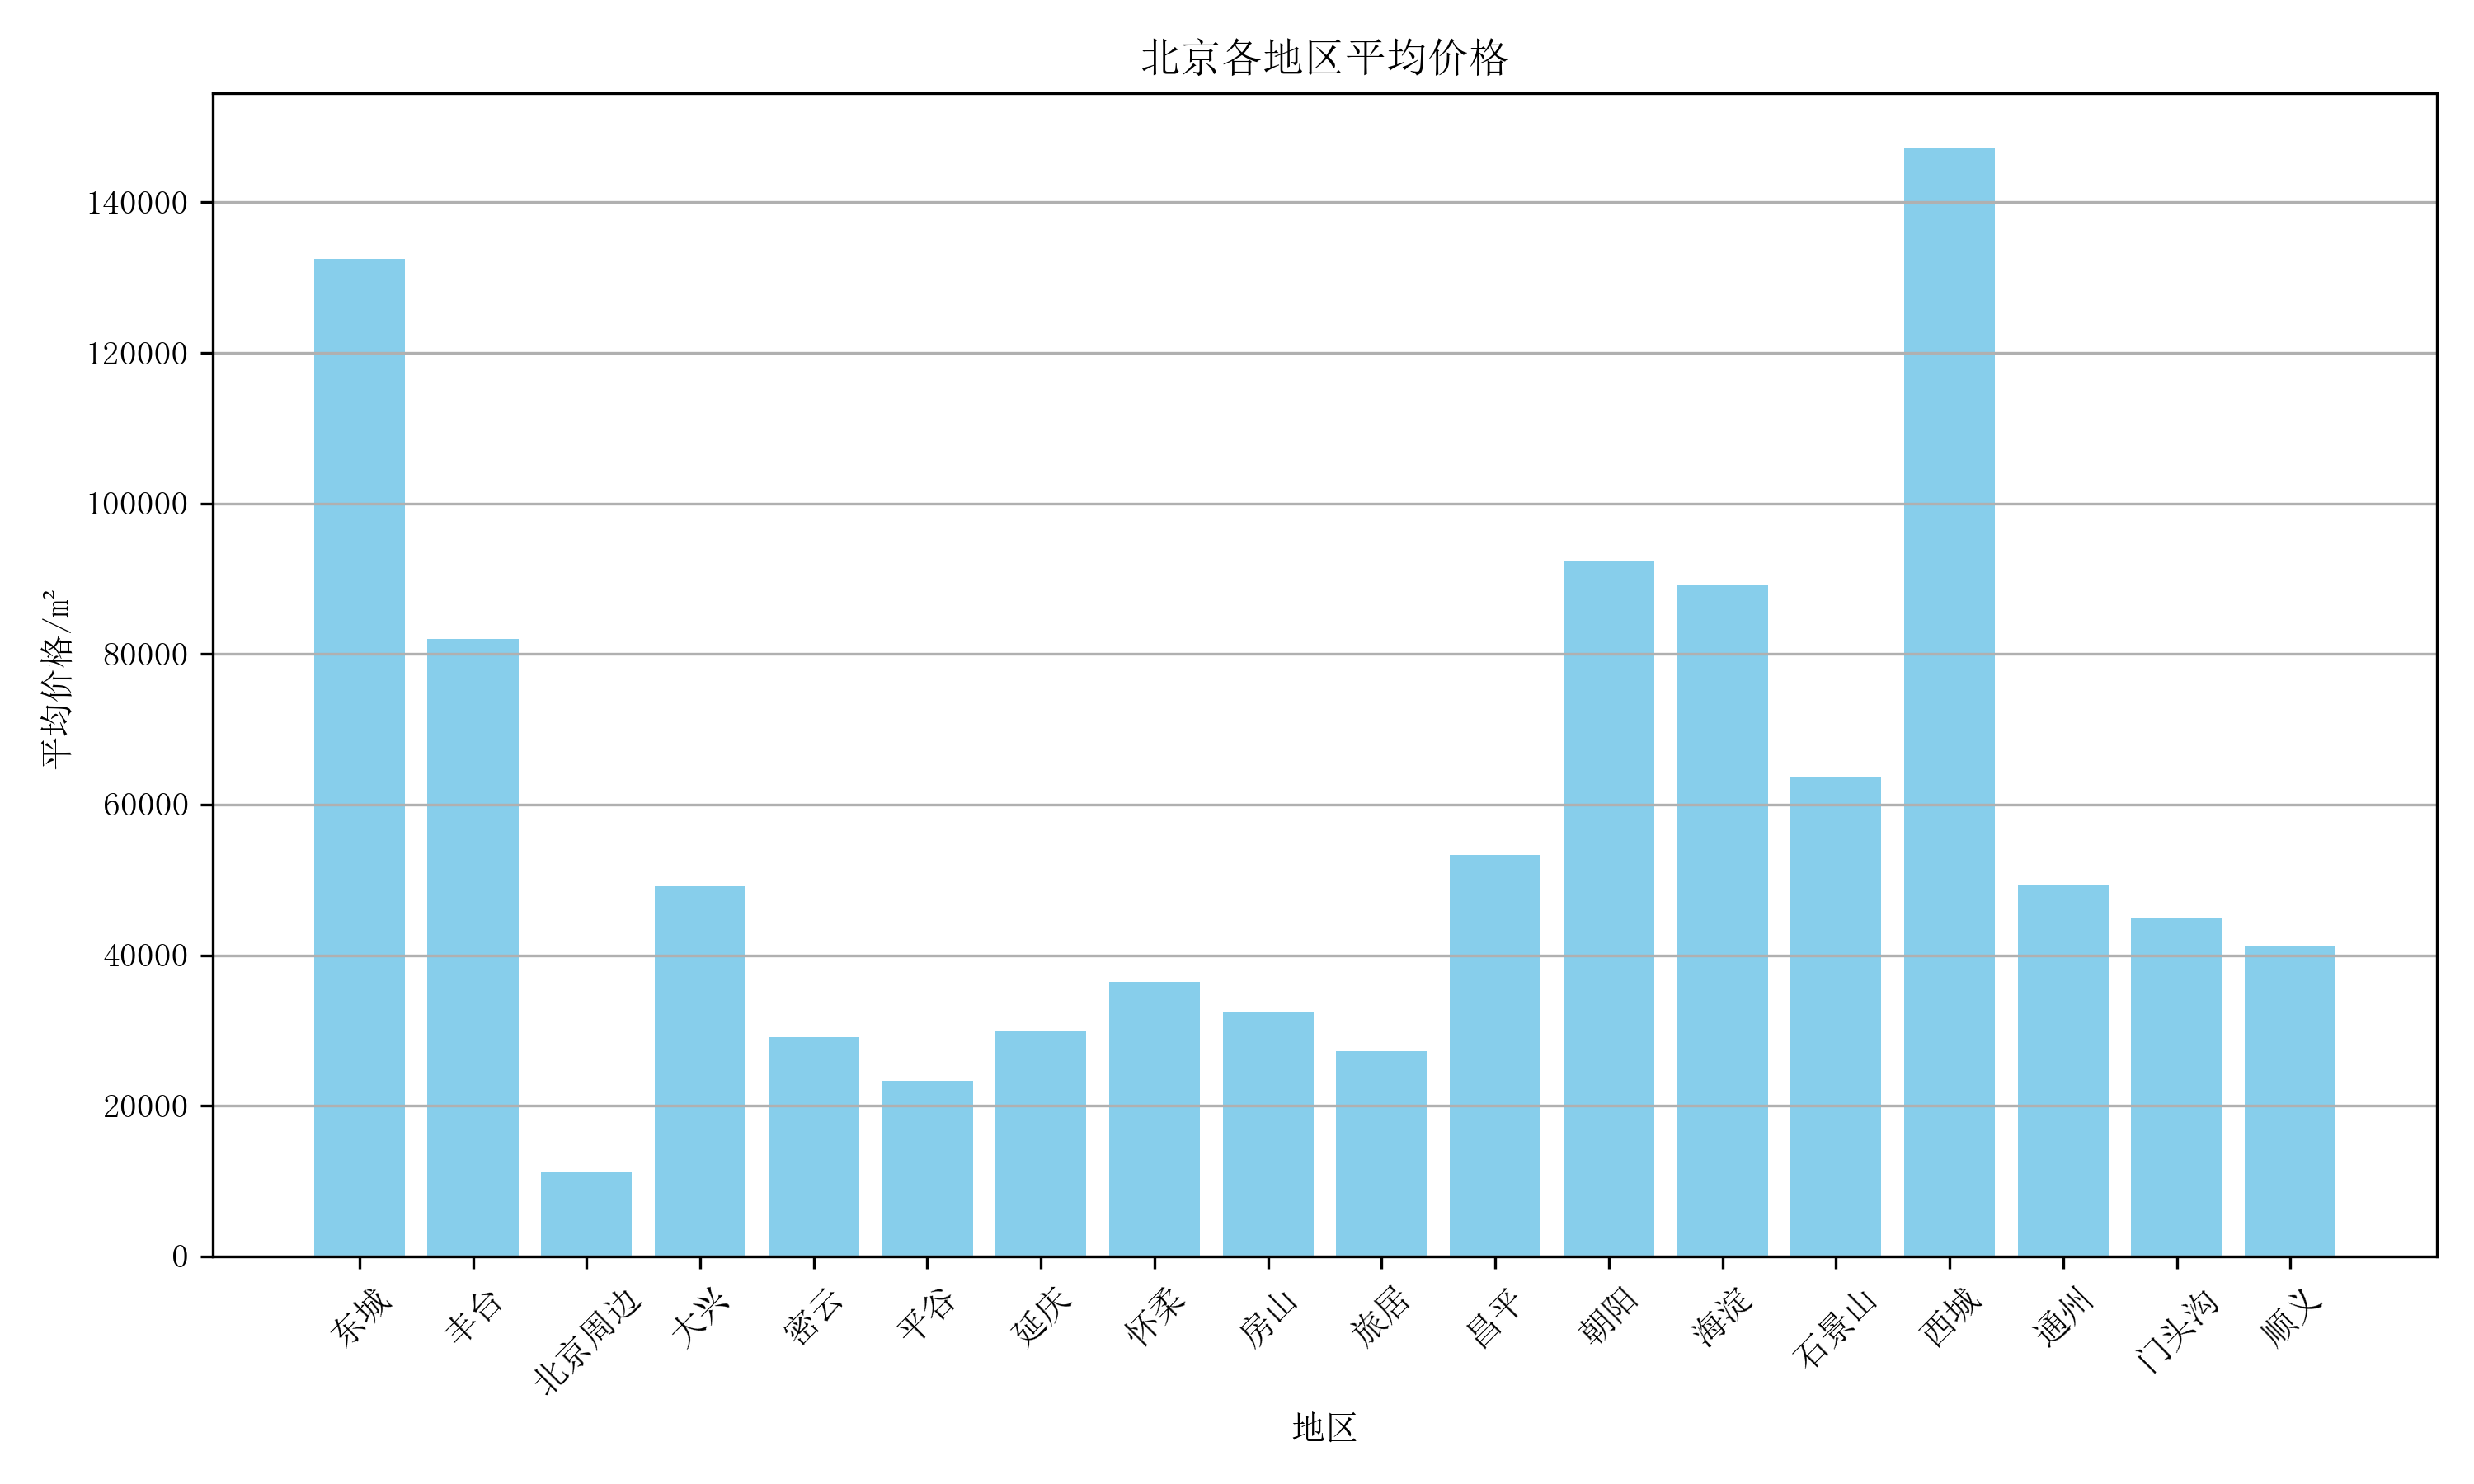 北京各地区平均价格
平均价格/m²
140000
120000
100000
80000
60000
40000
20000
0
东城
丰台
北京周边
大兴
密云
平谷
延庆
怀柔
房山
旅居
昌平
朝阳
海淀
石景山
西城
通州
门头沟
顺义
地区